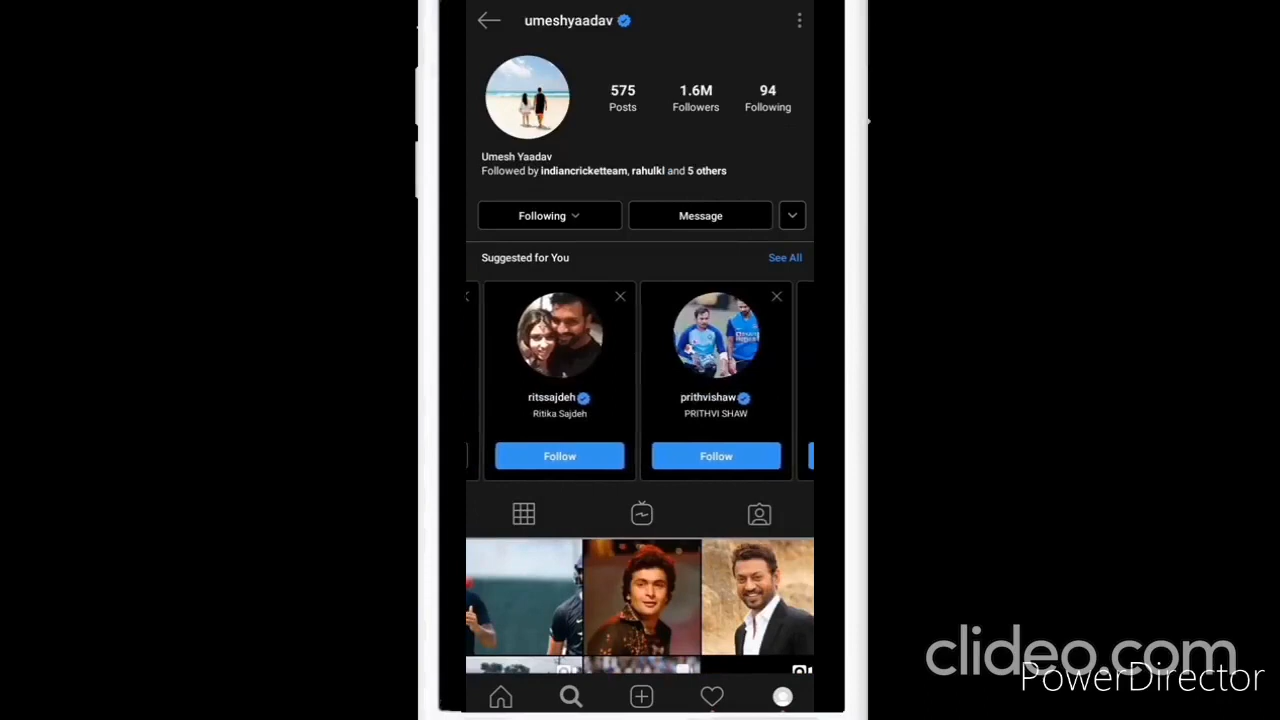 umeshyaadav
575
1.6M
94
Posts
Followers
Following
Umesh Yaadav
Followed by indiancricketteam, rahulkl and 5 others
Following
Message
Suggested for You
See All
ritssajdeh
prithvishaw
Ritika Sajdeh
PRITHVI SHAW
Follow
Follow
clideo.com
PowerDirector